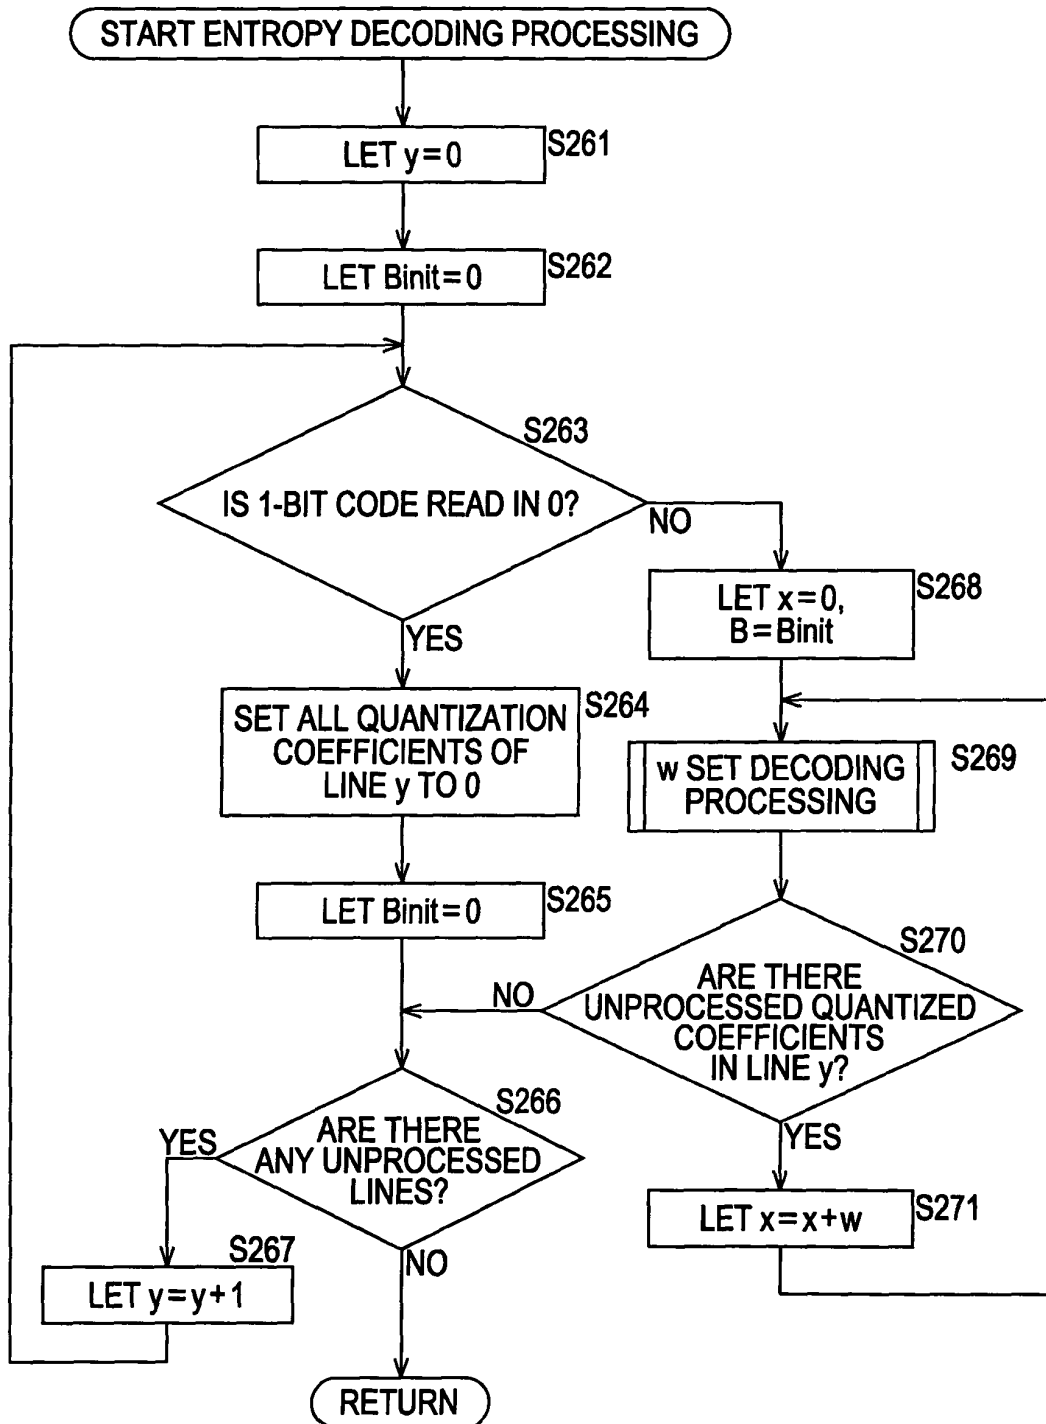 START ENTROPY DECODING PROCESSING
LET y=0
S261
LET Binit=0
S262
S263
IS 1-BIT CODE READ IN 0?
NO
YES
LET x=0,
B=Binit
S268
SET ALL QUANTIZATION
COEFFICIENTS OF
LINE y TO 0
S264
w SET DECODING
PROCESSING
S269
LET Binit=0
S265
S270
ARE THERE
UNPROCESSED QUANTIZED
COEFFICIENTS
IN LINE y?
NO
YES
S266
ARE THERE
ANY UNPROCESSED
LINES?
YES
NO
LET x=x+w
S271
S267
LET y=y+1
RETURN